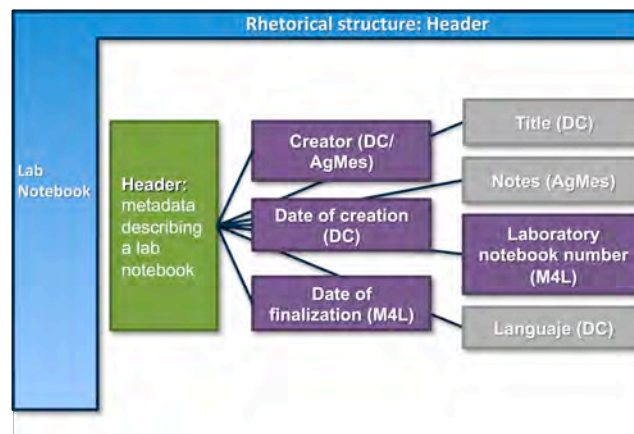 Rhetorical structure: Header
Lab
Notebook
Header:
metadata
describing
a lab
notebook
Creator (DC/
AgMes)
Date of creation
(DC)
Date of
finalization (M4L)
Title (DC)
Notes (AgMes)
Laboratory
notebook number
(M4L)
Languaje (DC)